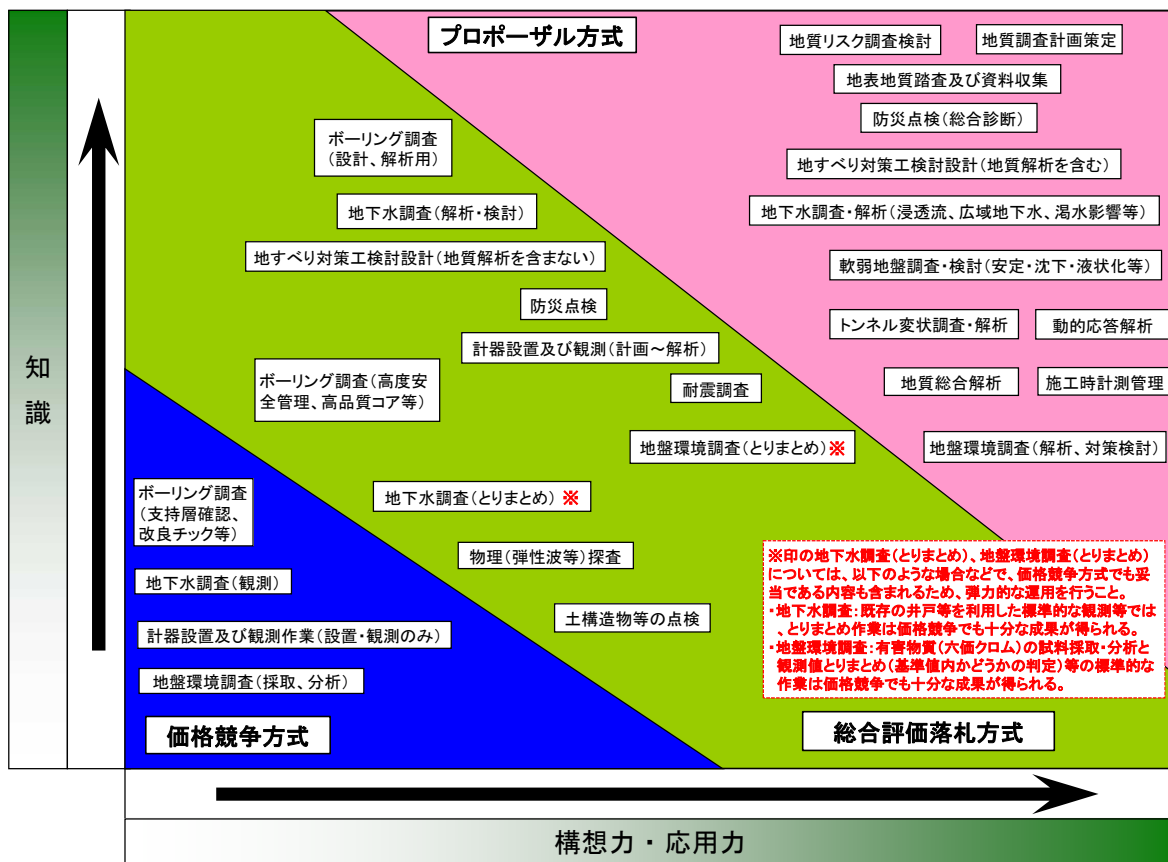 プロポーザル方式
地質リスク調査検討
地質調査計画策定
地表地質踏査及び資料収集
防災点検(総合診断)
地すべり対策工検討設計(地質解析を含む)
地下水調査・解析(浸透流、広域地下水、渇水影響等)
軟弱地盤調査・検討(安定・沈下・液状化等)
トンネル変状調査・解析
動的応答解析
地質総合解析
施工時計測管理
地盤環境調査(解析、対策検討)
ボーリング調査
(設計、解析用)
地下水調査(解析・検討)
地すべり対策工検討設計(地質解析を含まない)
防災点検
計器設置及び観測(計画～解析)
ボーリング調査(高度安
全管理、高品質コア等)
耐震調査
地盤環境調査(とりまとめ)※
地下水調査(とりまとめ)※
物理(弾性波等)探査
土構造物等の点検
ボーリング調査
(支持層確認、
改良チック等)
地下水調査(観測)
計器設置及び観測作業(設置・観測のみ)
地盤環境調査(採取、分析)
価格競争方式
※印の地下水調査(とりまとめ)、地盤環境調査(とりまとめ)
については、以下のような場合などで、価格競争方式でも妥
当である内容も含まれるため、弾力的な運用を行うこと。
・地下水調査:既存の井戸等を利用した標準的な観測等では
、とりまとめ作業は価格競争でも十分な成果が得られる。
・地盤環境調査:有害物質(六価クロム)の試料採取・分析と
観測値とりまとめ(基準値内かどうかの判定)等の標準的な
作業は価格競争でも十分な成果が得られる。
総合評価落札方式
知
識
構想力・応用力